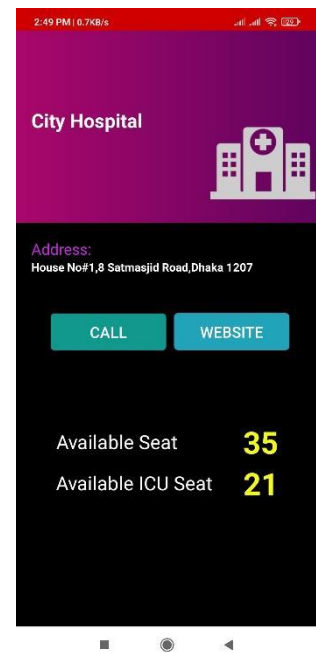 2:49 PM | 0.7KB/s
City Hospital
Address:
House No#1,8 Satmasjid Road,Dhaka 1207
CALL WEBSITE
Available Seat 35
Available ICU Seat 21